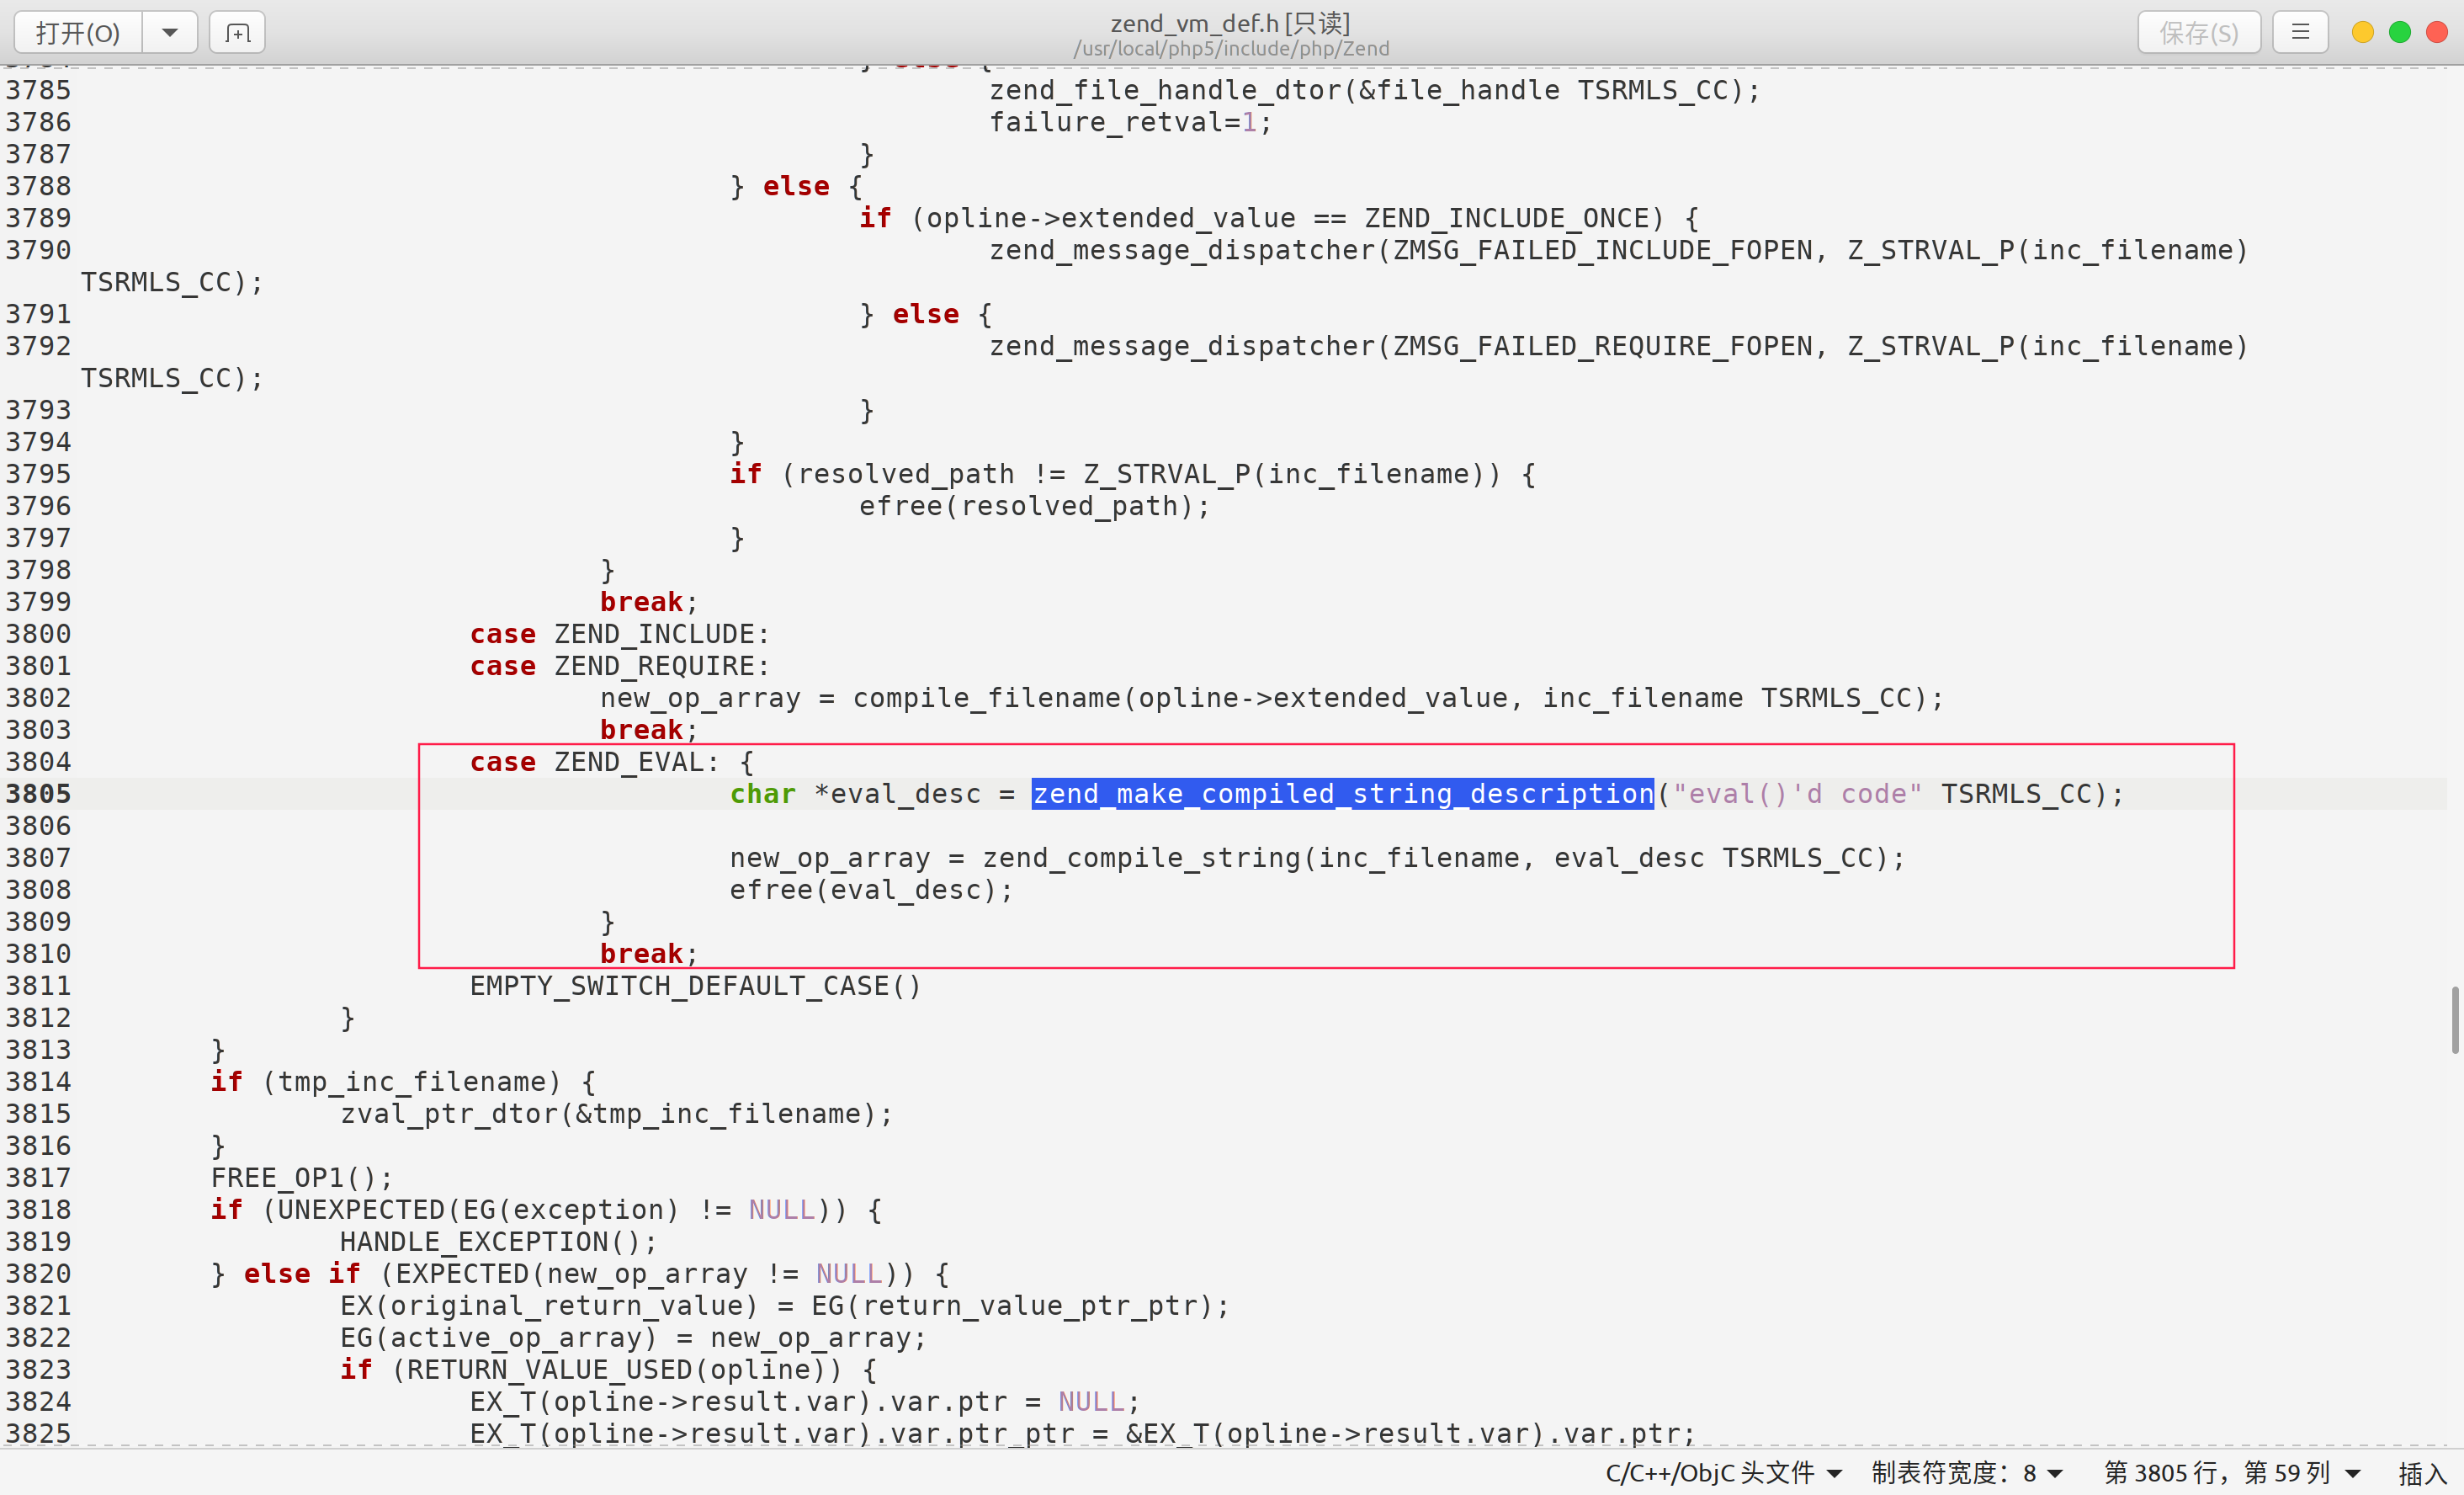 打开(O)
zend_vm_def.h [只读]
/usr/local/php5/include/php/Zend
保存(S)
3785 zend_file_handle_dtor(&file_handle TSRMLS_CC);
3786 failure_retval=1;
3787 }
3788 } else {
3789 if (opline->extended_value == ZEND_INCLUDE_ONCE) {
3790 zend_message_dispatcher(ZMSG_FAILED_INCLUDE_FOPEN, Z_STRVAL_P(inc_filename)
TSRMLS_CC);
3791 } else {
3792 zend_message_dispatcher(ZMSG_FAILED_REQUIRE_FOPEN, Z_STRVAL_P(inc_filename)
TSRMLS_CC);
3793 }
3794 }
3795 if (resolved_path != Z_STRVAL_P(inc_filename)) {
3796 efree(resolved_path);
3797 }
3798 }
3799 break;
3800 case ZEND_INCLUDE:
3801 case ZEND_REQUIRE:
3802 new_op_array = compile_filename(opline->extended_value, inc_filename TSRMLS_CC);
3803 break;
3804 case ZEND_EVAL: {
3805 char *eval_desc = zend_make_compiled_string_description("eval()'d code" TSRMLS_CC);
3806
3807 new_op_array = zend_compile_string(inc_filename, eval_desc TSRMLS_CC);
3808 efree(eval_desc);
3809 }
3810 break;
3811 EMPTY_SWITCH_DEFAULT_CASE()
3812 }
3813 }
3814 if (tmp_inc_filename) {
3815 zval_ptr_dtor(&tmp_inc_filename);
3816 }
3817 FREE_OP1();
3818 if (UNEXPECTED(EG(exception) != NULL)) {
3819 HANDLE_EXCEPTION();
3820 } else if (EXPECTED(new_op_array != NULL)) {
3821 EX(original_return_value) = EG(return_value_ptr_ptr);
3822 EG(active_op_array) = new_op_array;
3823 if (RETURN_VALUE_USED(opline)) {
3824 EX_T(opline->result.var).var.ptr = NULL;
3825 EX_T(opline->result.var).var.ptr_ptr = &EX_T(opline->result.var).var.ptr;
C/C++/ObjC 头文件 制表符宽度：8 第 3805 行，第 59 列 插入